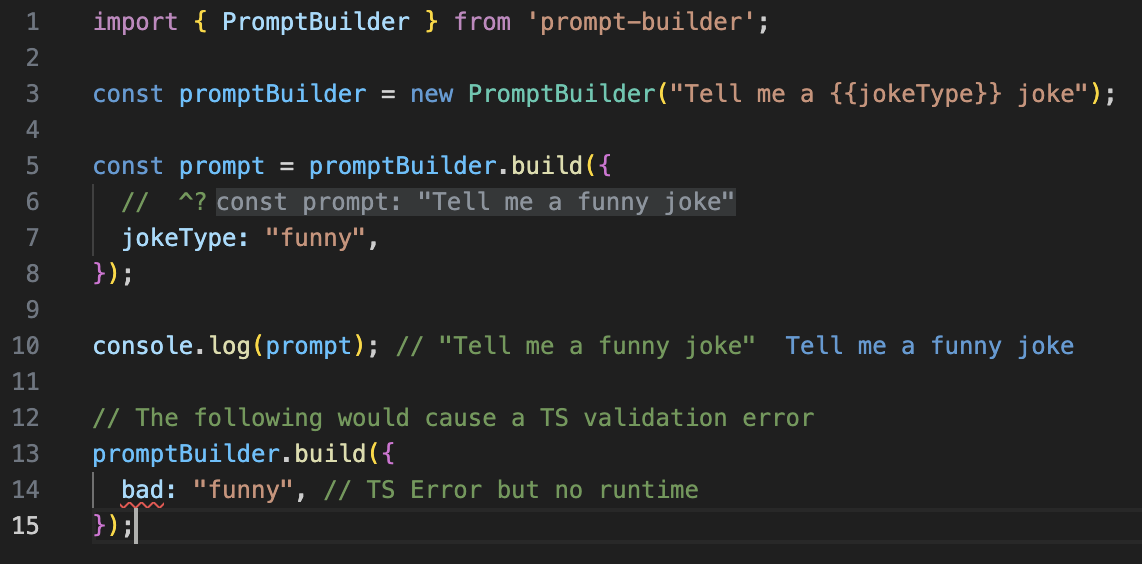 1 import { PromptBuilder } from 'prompt-builder';
2
3 const promptBuilder = new PromptBuilder("Tell me a {{jokeType}} joke");
4
5 const prompt = promptBuilder.build({
6 //  ^? const prompt: "Tell me a funny joke"
7 jokeType: "funny",
8 });
9
10 console.log(prompt); // "Tell me a funny joke" Tell me a funny joke
11
12 // The following would cause a TS validation error
13 promptBuilder.build({
14 bad: "funny", // TS Error but no runtime
15 });